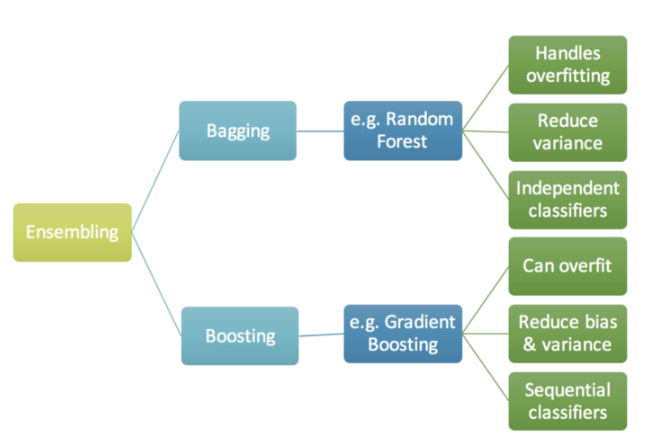 Ensembling
Bagging
e.g. Random
Forest
Handles
overfitting
Reduce
variance
Independent
classifiers
Boosting
e.g. Gradient
Boosting
Can overfit
Reduce bias
& variance
Sequential
classifiers